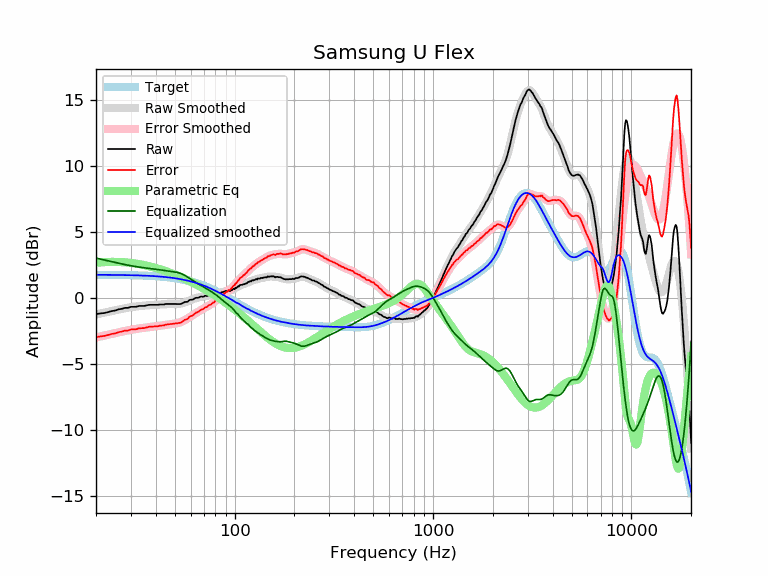 Samsung U Flex
Target
Raw Smoothed
Error Smoothed
Raw
Error
Parametric Eq
Equalization
Equalized smoothed
15
10
5
0
−5
−10
−15
Amplitude (dBr)
100
1000
10000
Frequency (Hz)